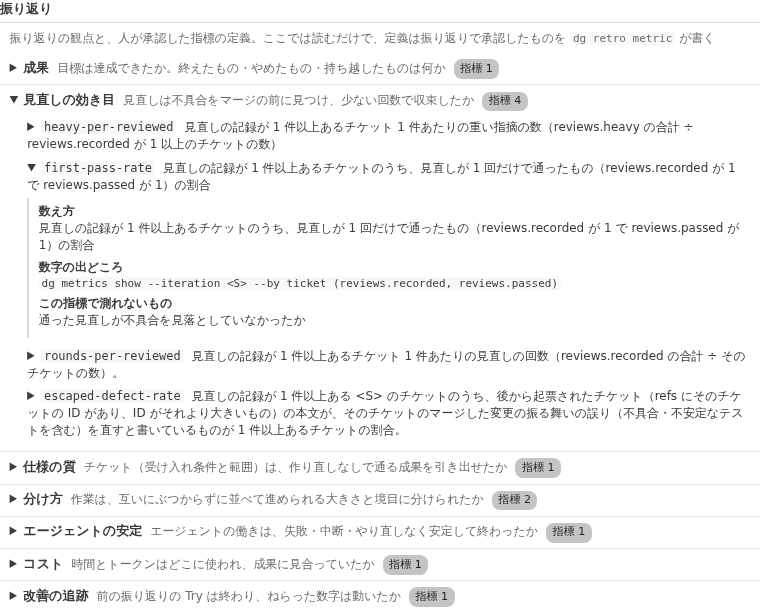 振り返り
振り返りの観点と、人が承認した指標の定義。ここでは読むだけで、定義は振り返りで承認したものを dg retro metric が書く
▶ 成果 目標は達成できたか。終えたもの・やめたもの・持ち越したものは何か 指標 1
▼ 見直しの効き目 見直しは不具合をマージの前に見つけ、少ない回数で収束したか 指標 4
▶ heavy-per-reviewed 見直しの記録が 1 件以上あるチケット 1 件あたりの重い指摘の数（reviews.heavy の合計 ÷
reviews.recorded が 1 以上のチケットの数）
▼ first-pass-rate 見直しの記録が 1 件以上あるチケットのうち、見直しが 1 回だけで通ったもの（reviews.recorded が 1
で reviews.passed が 1）の割合
数え方
見直しの記録が 1 件以上あるチケットのうち、見直しが 1 回だけで通ったもの（reviews.recorded が 1 で reviews.passed が
1）の割合
数字の出どころ
dg metrics show --iteration <S> --by ticket (reviews.recorded, reviews.passed)
この指標で測れないもの
通った見直しが不具合を見落としていなかったか
▶ rounds-per-reviewed 見直しの記録が 1 件以上あるチケット 1 件あたりの見直しの回数（reviews.recorded の合計 ÷ その
チケットの数）。
▶ escaped-defect-rate 見直しの記録が 1 件以上ある <S> のチケットのうち、後から起票されたチケット（refs にそのチケ
ットの ID があり、ID がそれより大きいもの）の本文が、そのチケットのマージした変更の振る舞いの誤り（不具合・不安定なテス
トを含む）を直すと書いているものが 1 件以上あるチケットの割合。
▶ 仕様の質 チケット（受け入れ条件と範囲）は、作り直しなしで通る成果を引き出せたか 指標 1
▶ 分け方 作業は、互いにぶつからずに並べて進められる大きさと境目に分けられたか 指標 2
▶ エージェントの安定 エージェントの働きは、失敗・中断・やり直しなく安定して終わったか 指標 1
▶ コスト 時間とトークンはどこに使われ、成果に見合っていたか 指標 1
▶ 改善の追跡 前の振り返りの Try は終わり、ねらった数字は動いたか 指標 1